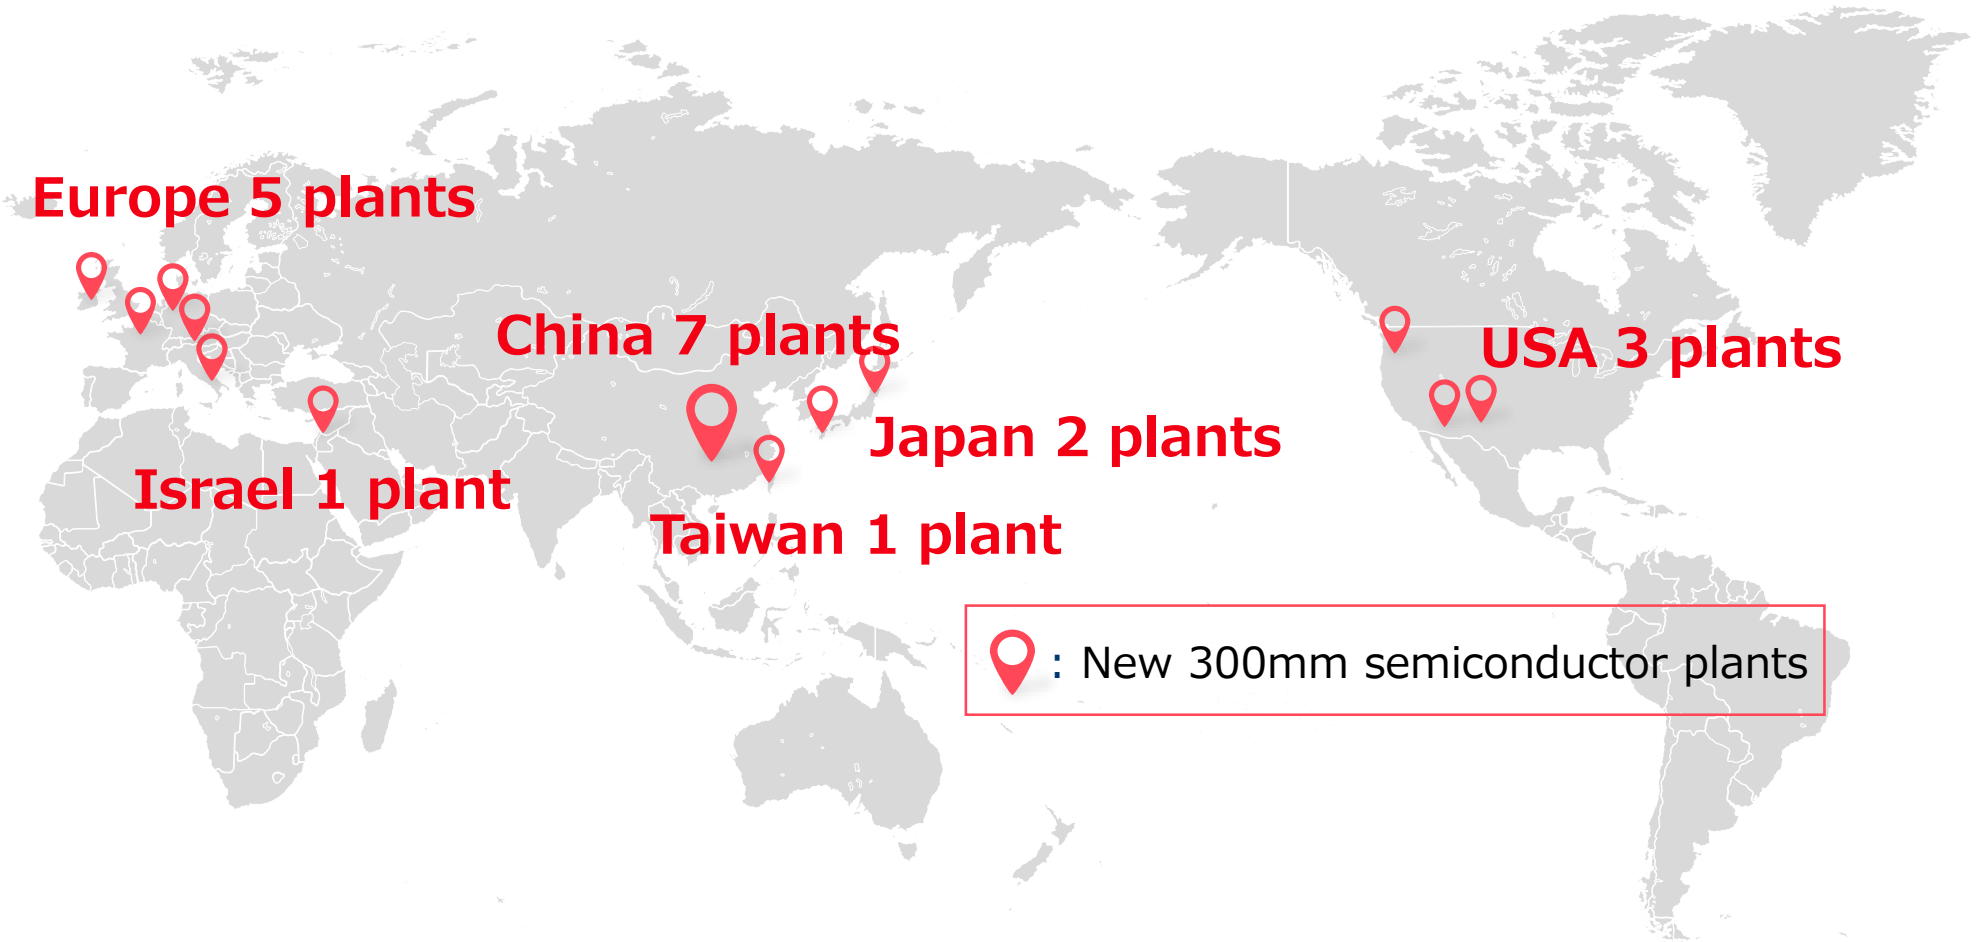 Europe 5 plants
China 7 plants
USA 3 plants
Japan 2 plants
Israel 1 plant
Taiwan 1 plant
: New 300mm semiconductor plants